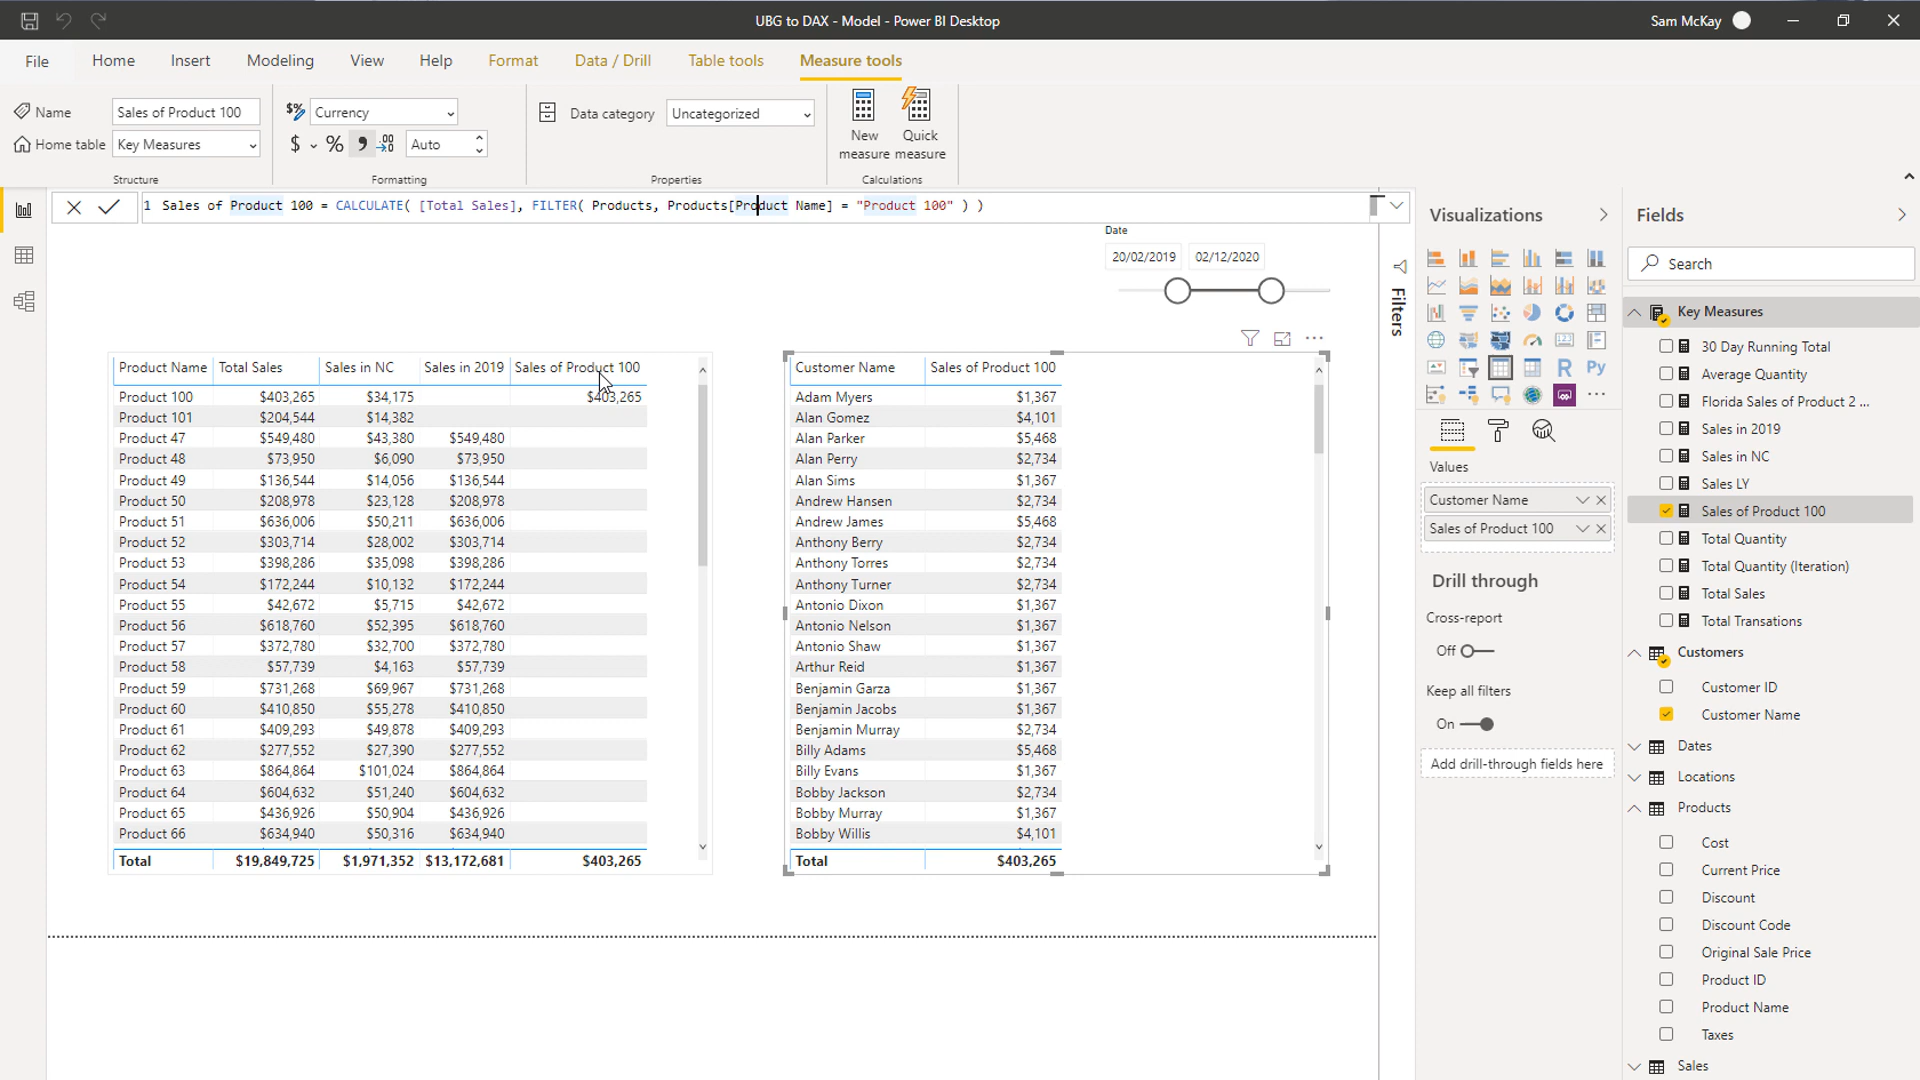 UBG to DAX - Model - Power BI Desktop
Sam McKay
File Home Insert Modeling View Help Format Data / Drill Table tools Measure tools
Name Sales of Product 100
Home table Key Measures
Structure
Currency
$ % 9 .00 Auto
Formatting
Data category Uncategorized
Properties
New measure
Quick measure
Calculations
1 Sales of Product 100 = CALCULATE( [Total Sales], FILTER( Products, Products[Product Name] = "Product 100" ) )
Date
20/02/2019 02/12/2020
Product Name Total Sales Sales in NC Sales in 2019 Sales of Product 100
Product 100 $403,265 $34,175 $403,265
Product 101 $204,544 $14,382
Product 47 $549,480 $43,380 $549,480
Product 48 $73,950 $6,090 $73,950
Product 49 $136,544 $14,056 $136,544
Product 50 $208,978 $23,128 $208,978
Product 51 $636,006 $50,211 $636,006
Product 52 $303,714 $28,002 $303,714
Product 53 $398,286 $35,098 $398,286
Product 54 $172,244 $10,132 $172,244
Product 55 $42,672 $5,715 $42,672
Product 56 $618,760 $52,395 $618,760
Product 57 $372,780 $32,700 $372,780
Product 58 $57,739 $4,163 $57,739
Product 59 $731,268 $69,967 $731,268
Product 60 $410,850 $55,278 $410,850
Product 61 $409,293 $49,878 $409,293
Product 62 $277,552 $27,390 $277,552
Product 63 $864,864 $101,024 $864,864
Product 64 $604,632 $51,240 $604,632
Product 65 $436,926 $50,904 $436,926
Product 66 $634,940 $50,316 $634,940
Total $19,849,725 $1,971,352 $13,172,681 $403,265
Customer Name Sales of Product 100
Adam Myers $1,367
Alan Gomez $4,101
Alan Parker $5,468
Alan Perry $2,734
Alan Sims $1,367
Andrew Hansen $2,734
Andrew James $5,468
Anthony Berry $2,734
Anthony Torres $2,734
Anthony Turner $2,734
Antonio Dixon $1,367
Antonio Nelson $1,367
Antonio Shaw $1,367
Arthur Reid $1,367
Benjamin Garza $1,367
Benjamin Jacobs $1,367
Benjamin Murray $2,734
Billy Adams $5,468
Billy Evans $1,367
Bobby Jackson $2,734
Bobby Murray $1,367
Bobby Willis $4,101
Total $403,265
Filters
Visualizations
R Py
Values
Customer Name
Sales of Product 100
Drill through
Cross-report
Off
Keep all filters
On
Add drill-through fields here
Fields
Search
Key Measures
30 Day Running Total
Average Quantity
Florida Sales of Product 2 ...
Sales in 2019
Sales in NC
Sales LY
Sales of Product 100
Total Quantity
Total Quantity (Iteration)
Total Sales
Total Transations
Customers
Customer ID
Customer Name
Dates
Locations
Products
Cost
Current Price
Discount
Discount Code
Original Sale Price
Product ID
Product Name
Taxes
Sales